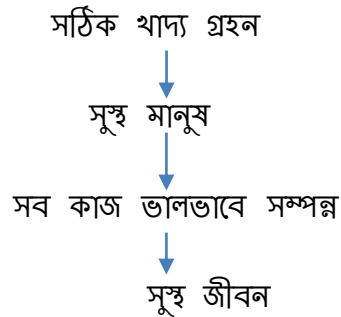 সঠিক খাদ্য গ্রহন
সুস্থ মানুষ
সব কাজ ভালভাবে সম্পন্ন
সুস্থ জীবন